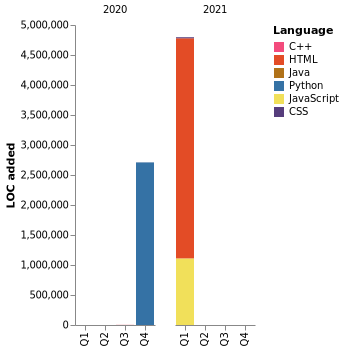 2020
2021
Language
C++
HTML
Java
Python
JavaScript
CSS
LOC added
5,000,000
4,500,000
4,000,000
3,500,000
3,000,000
2,500,000
2,000,000
1,500,000
1,000,000
500,000
0
Q1
Q2
Q3
Q4
Q1
Q2
Q3
Q4